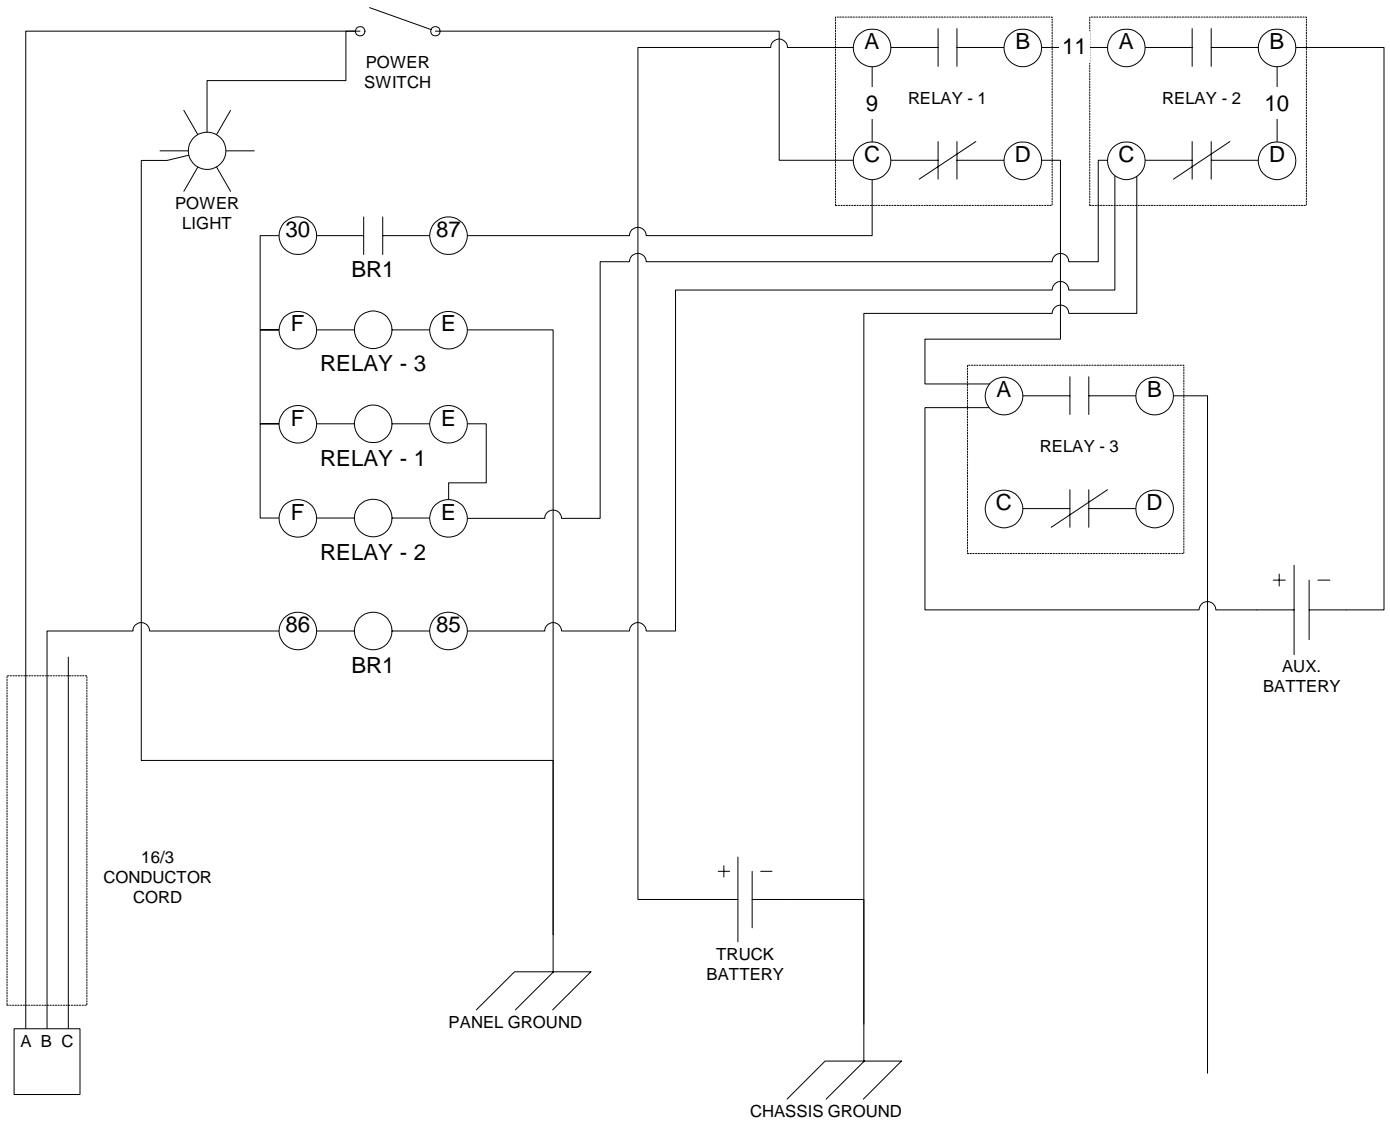 POWER
SWITCH
A
B
11
A
B
9
RELAY - 1
RELAY - 2
10
C
D
C
D
POWER
LIGHT
30
87
BR1
F
E
RELAY - 3
F
E
RELAY - 1
F
E
RELAY - 2
86
85
BR1
A
B
RELAY - 3
C
D
+
−
AUX.
BATTERY
16/3
CONDUCTOR
CORD
+
−
TRUCK
BATTERY
PANEL GROUND
A B C
CHASSIS GROUND